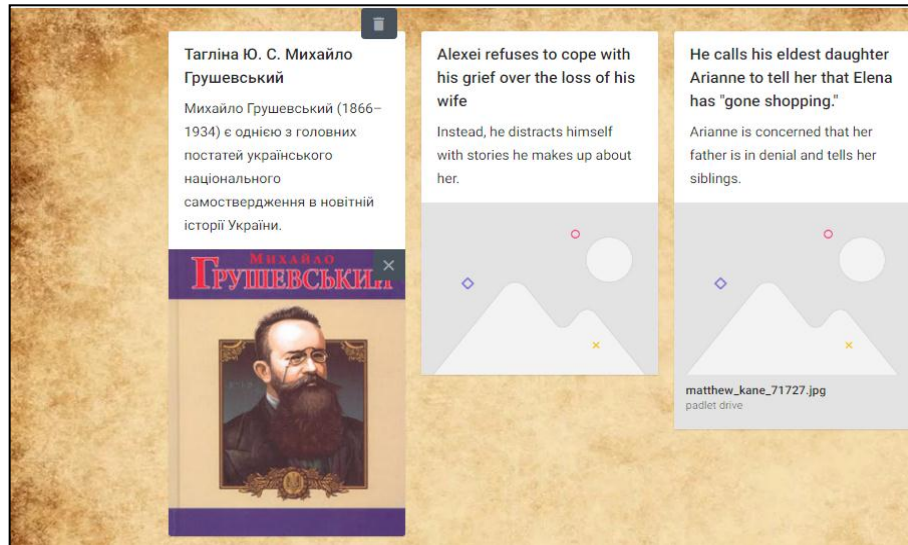 Тагліна Ю. С. Михайло
Грушевський
Михайло Грушевський (1866–
1934) є однією з головних
постатей українського
національного
самоствердження в новітній
історії України.
Михайло
Грушевський
Alexei refuses to cope with
his grief over the loss of his
wife
Instead, he distracts himself
with stories he makes up about
her.
He calls his eldest daughter
Arianne to tell her that Elena
has "gone shopping."
Arianne is concerned that her
father is in denial and tells her
siblings.
matthew_kane_71727.jpg
padlet drive